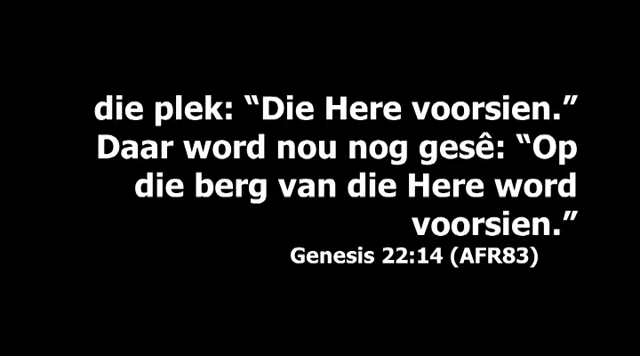 die plek: “Die Here voorsien.”
Daar word nou nog gesê: “Op
die berg van die Here word
voorsien.”
Genesis 22:14 (AFR83)